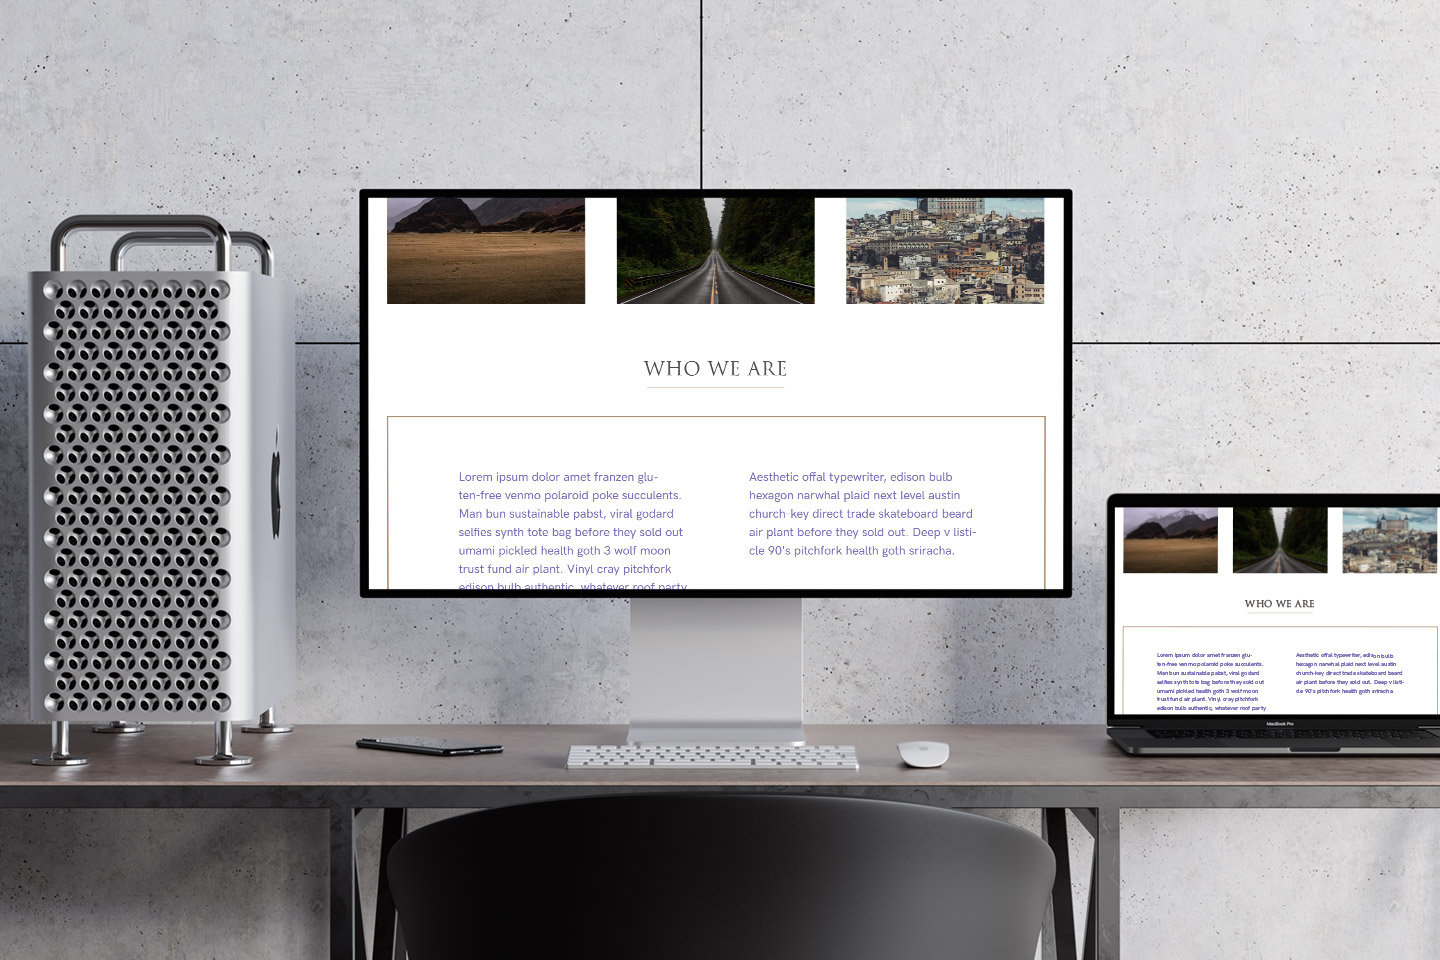 WHO WE ARE
Lorem ipsum dolor amet franzen glu-
ten-free venmo polaroid poke succulents.
Man bun sustainable pabst, viral godard
selfies synth tote bag before they sold out
umami pickled health goth 3 wolf moon
trust fund air plant. Vinyl cray pitchfork
edison bulb authentic, whatever roof party
Aesthetic offal typewriter, edison bulb
hexagon narwhal plaid next level austin
church-key direct trade skateboard beard
air plant before they sold out. Deep v listi-
cle 90's pitchfork health goth sriracha.
WHO WE ARE
Lorem ipsum dolor amet franzen glu-
ten-free venmo polaroid poke succulents.
Man bun sustainable pabst, viral godard
selfies synth tote bag before they sold out
umami pickled health goth 3 wolf moon
trust fund air plant. Vinyl cray pitchfork
edison bulb authentic, whatever roof party
Aesthetic offal typewriter, edison bulb
hexagon narwhal plaid next level austin
church-key direct trade skateboard beard
air plant before they sold out. Deep v listi-
cle 90's pitchfork health goth sriracha
MacBook Pro